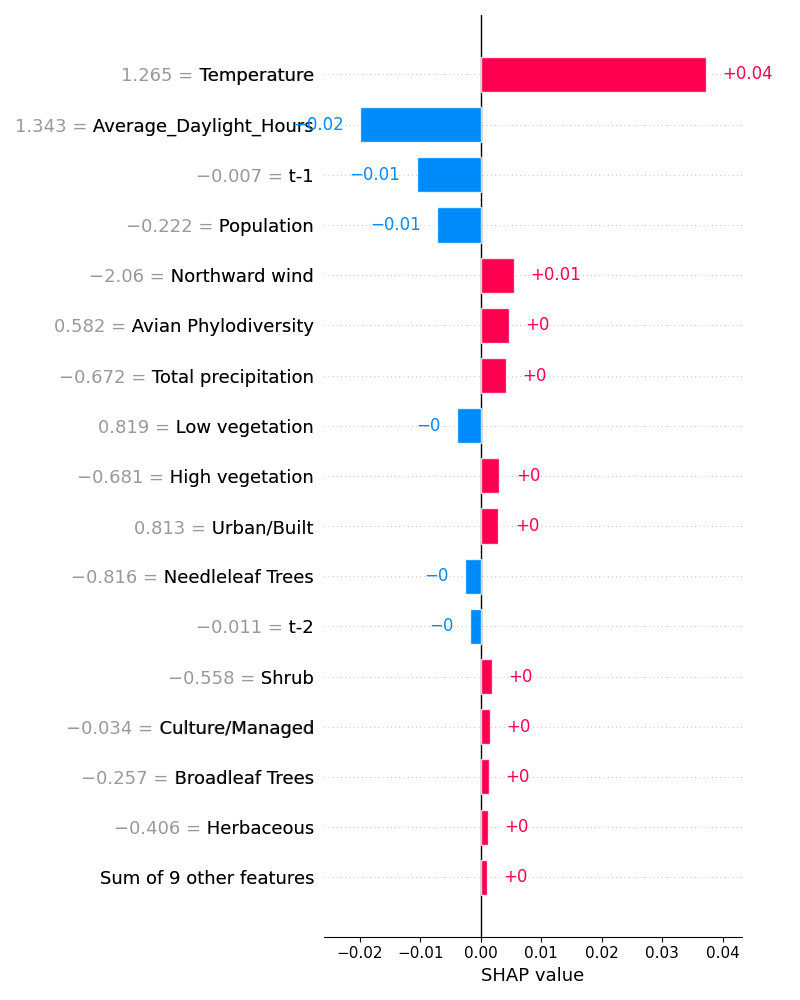 1.265 = Temperature +0.04
1.343 = Average_Daylight_Hours −0.02
−0.007 = t-1 −0.01
−0.222 = Population −0.01
−2.06 = Northward wind +0.01
0.582 = Avian Phylodiversity +0
−0.672 = Total precipitation +0
0.819 = Low vegetation −0
−0.681 = High vegetation +0
0.813 = Urban/Built +0
−0.816 = Needleleaf Trees −0
−0.011 = t-2 −0
−0.558 = Shrub +0
−0.034 = Culture/Managed +0
−0.257 = Broadleaf Trees +0
−0.406 = Herbaceous +0
Sum of 9 other features +0
−0.02 −0.01 0.00 0.01 0.02 0.03 0.04
SHAP value